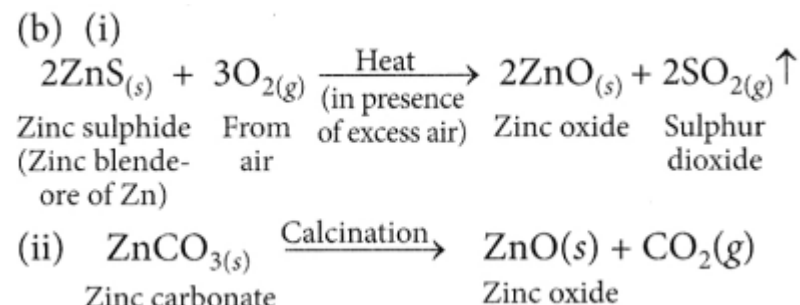 (b) (i)
2ZnS(s) + 3O2(g) Heat (in presence of excess air) → 2ZnO(s) + 2SO2(g)↑
Zinc sulphide From Zinc oxide Sulphur
(Zinc blende- air dioxide
ore of Zn)
(ii) ZnCO3(s) Calcination → ZnO(s) + CO2(g)
Zinc carbonate Zinc oxide